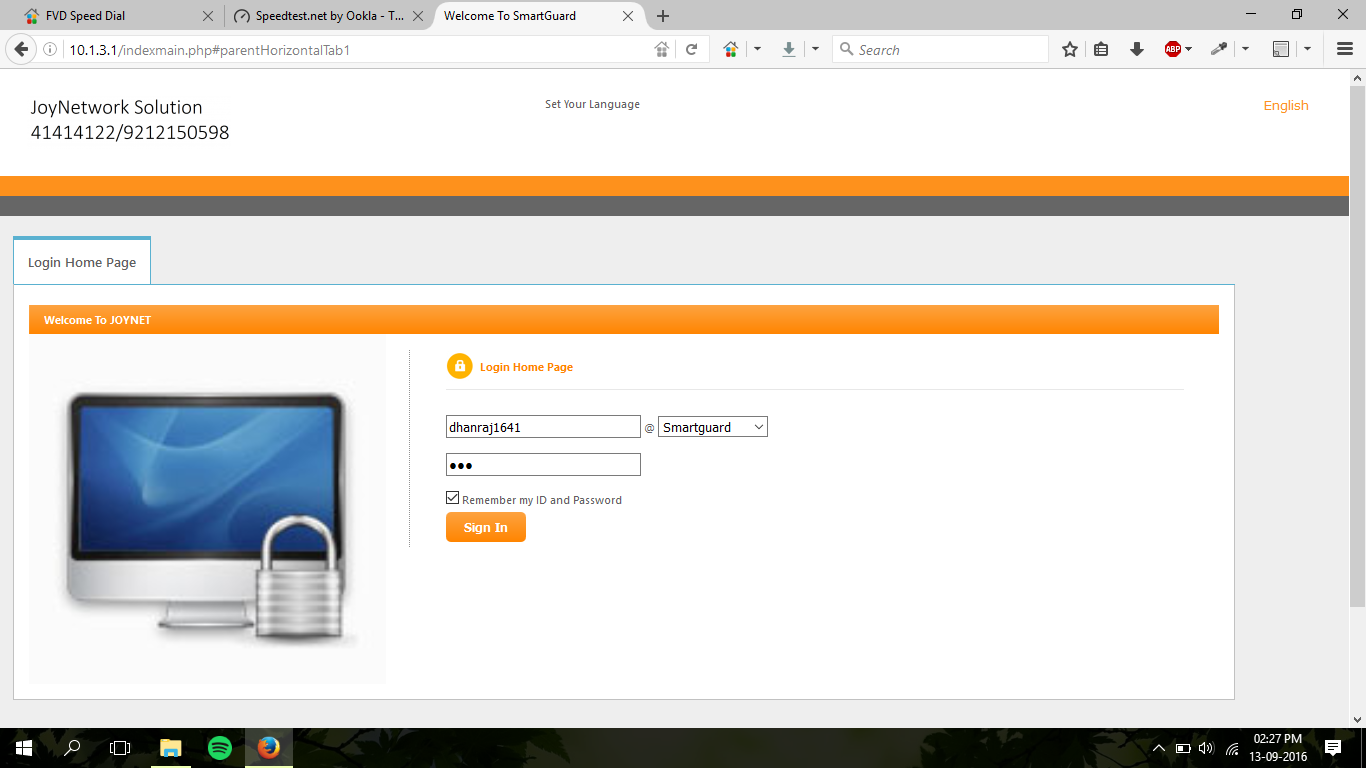 FVD Speed Dial
Speedtest.net by Ookla - T...
Welcome To SmartGuard
10.1.3.1/indexmain.php#parentHorizontalTab1
Search
ABP
JoyNetwork Solution
41414122/9212150598
Set Your Language
English
Login Home Page
Welcome To JOYNET
Login Home Page
dhanraj1641 @ Smartguard
Remember my ID and Password
Sign In
02:27 PM
13-09-2016